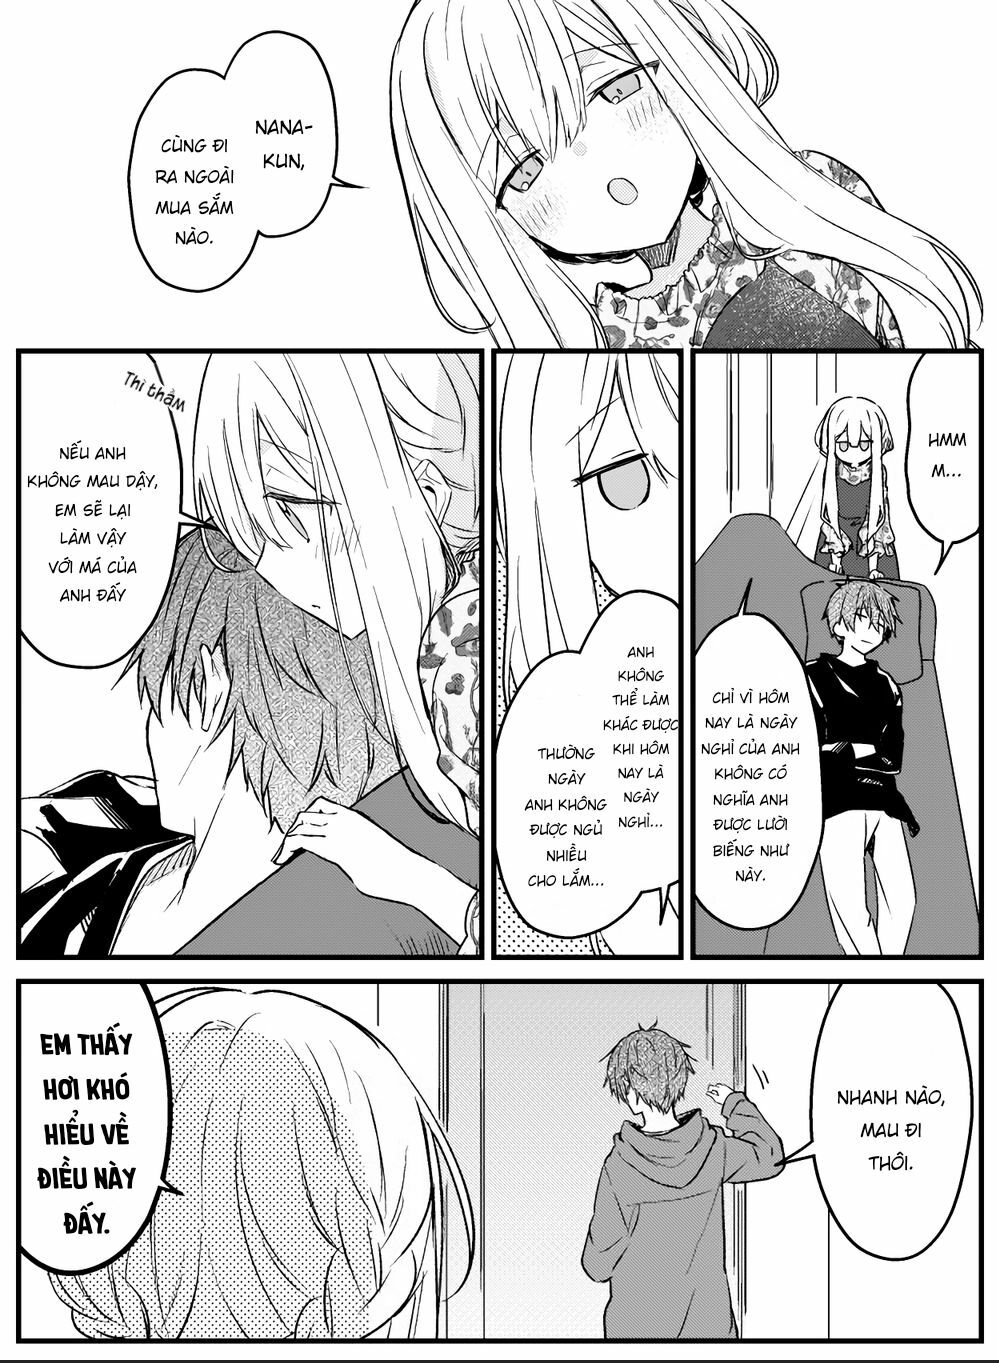 NANA-
KUN,
CÙNG ĐI
RA NGOÀI
MUA SẮM
NÀO.
HMM
M...
CHỈ VÌ HÔM
NAY LÀ NGÀY
NGHỈ CỦA ANH
KHÔNG CÓ
NGHĨA ANH
ĐƯỢC LƯỜI
BIẾNG NHƯ
NÀY.
ANH
KHÔNG
THỂ LÀM
KHÁC ĐƯỢC
KHI HÔM
NAY LÀ
NGÀY
NGHỈ...
THƯỜNG
NGÀY
ANH KHÔNG
ĐƯỢC NGỦ
NHIỀU
CHO LẮM...
Thì thầm
NẾU ANH
KHÔNG MAU DẬY,
EM SẼ LẠI
LÀM VẬY
VỚI MÁ CỦA
ANH ĐẤY
NHANH NÀO,
MAU ĐI
THÔI.
EM THẤY
HƠI KHÓ
HIỂU VỀ
ĐIỀU NÀY
ĐẤY.